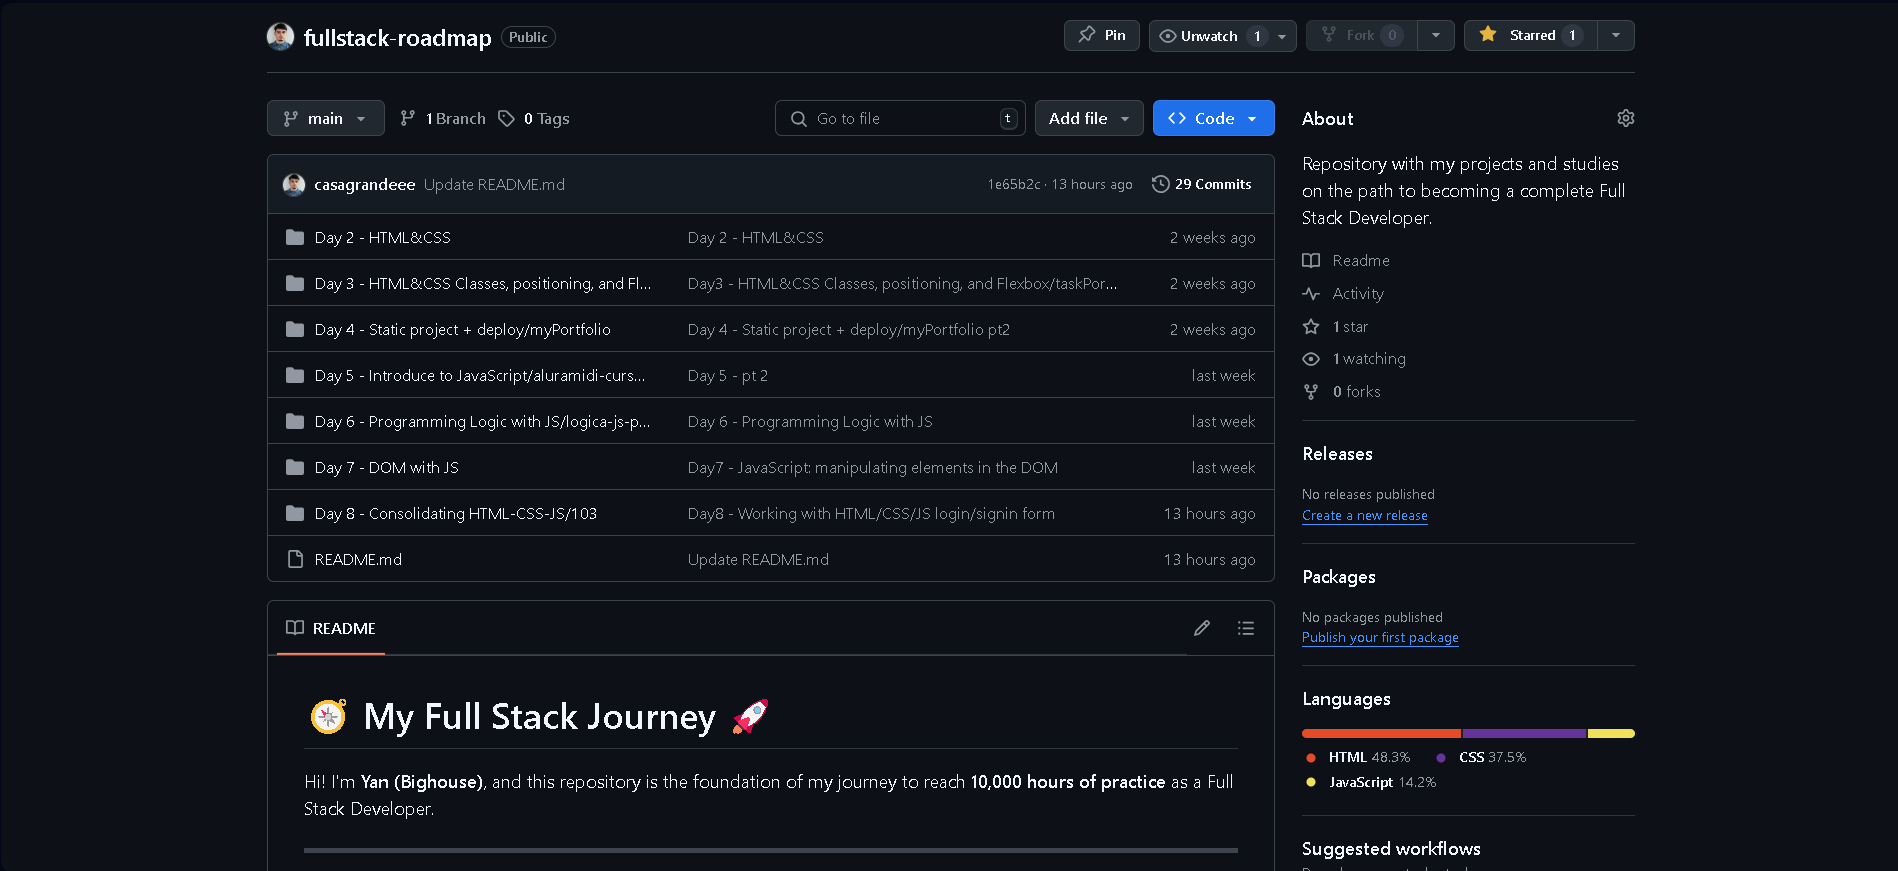 fullstack-roadmap Public Pin Unwatch 1 Fork 0 Starred 1
main 1 Branch 0 Tags Go to file t Add file Code
casagrandeee Update README.md 1e65b2c · 13 hours ago 29 Commits
Day 2 - HTML&CSS Day 2 - HTML&CSS 2 weeks ago
Day 3 - HTML&CSS Classes, positioning, and Fl... Day3 - HTML&CSS Classes, positioning, and Flexbox/taskPor... 2 weeks ago
Day 4 - Static project + deploy/myPortfolio Day 4 - Static project + deploy/myPortfolio pt2 2 weeks ago
Day 5 - Introduce to JavaScript/aluramidi-curs... Day 5 - pt 2 last week
Day 6 - Programming Logic with JS/logica-js-p... Day 6 - Programming Logic with JS last week
Day 7 - DOM with JS Day7 - JavaScript: manipulating elements in the DOM last week
Day 8 - Consolidating HTML-CSS-JS/103 Day8 - Working with HTML/CSS/JS login/signin form 13 hours ago
README.md Update README.md 13 hours ago
README
My Full Stack Journey
Hi! I'm Yan (Bighouse), and this repository is the foundation of my journey to reach 10,000 hours of practice as a Full
Stack Developer.
About
Repository with my projects and studies
on the path to becoming a complete Full
Stack Developer.
Readme
Activity
1 star
1 watching
0 forks
Releases
No releases published
Create a new release
Packages
No packages published
Publish your first package
Languages
HTML 48.3% CSS 37.5%
JavaScript 14.2%
Suggested workflows